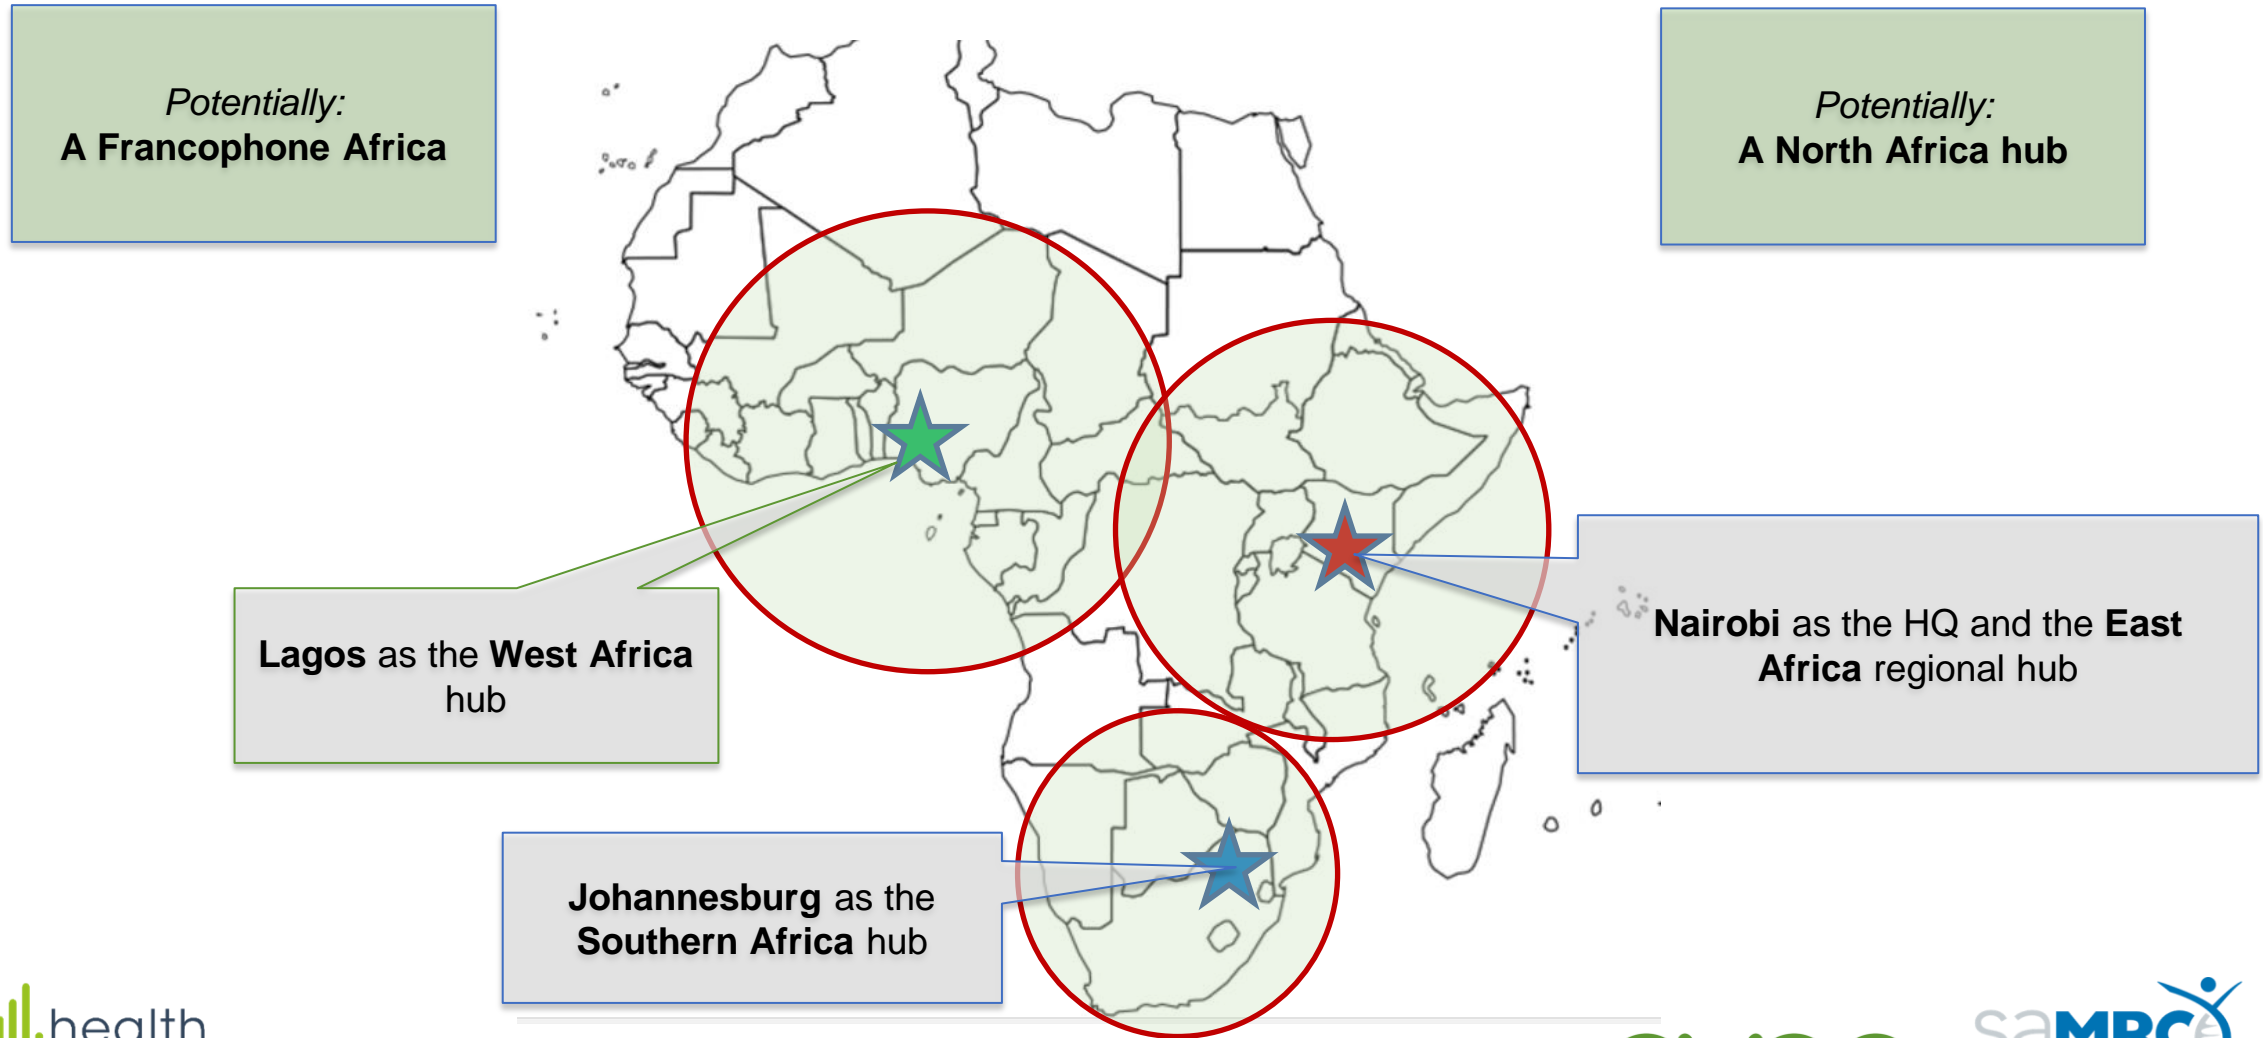 Potentially:
A Francophone Africa
Potentially:
A North Africa hub
Lagos as the West Africa
hub
Nairobi as the HQ and the East
Africa regional hub
Johannesburg as the
Southern Africa hub
health
saMRC